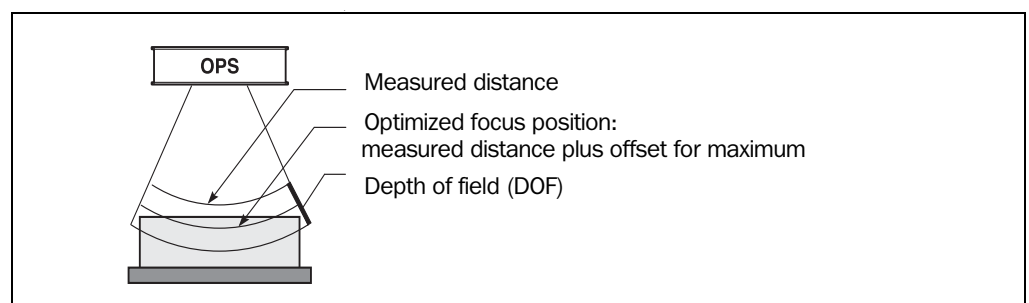 OPS
Measured distance
Optimized focus position:
measured distance plus offset for maximum
Depth of field (DOF)